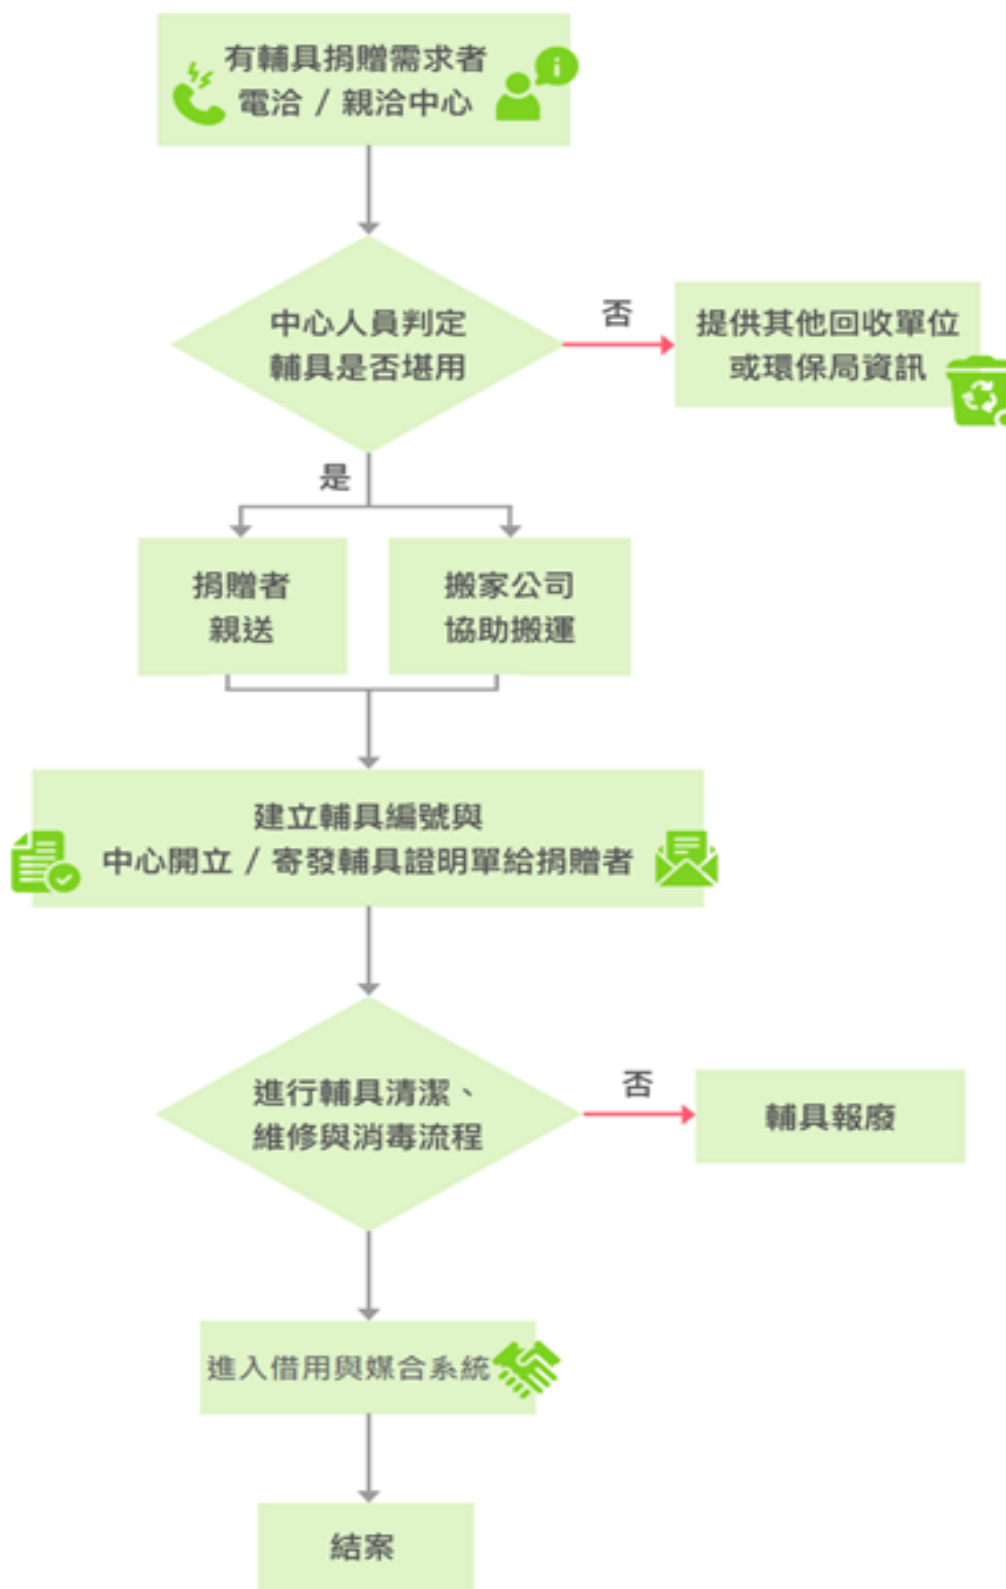 有輔具捐贈需求者
電洽 / 親洽中心
中心人員判定
輔具是否堪用
否
提供其他回收單位
或環保局資訊
是
捐贈者
親送
搬家公司
協助搬運
建立輔具編號與
中心開立 / 寄發輔具證明單給捐贈者
進行輔具清潔、
維修與消毒流程
否
輔具報廢
進入借用與媒合系統
結案